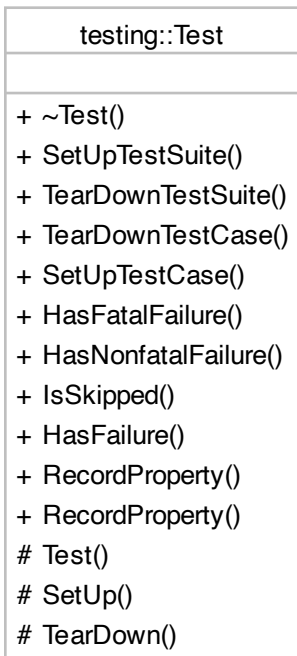 testing::Test
+ ~Test()
+ SetUpTestSuite()
+ TearDownTestSuite()
+ TearDownTestCase()
+ SetUpTestCase()
+ HasFatalFailure()
+ HasNonfatalFailure()
+ IsSkipped()
+ HasFailure()
+ RecordProperty()
+ RecordProperty()
# Test()
# SetUp()
# TearDown()